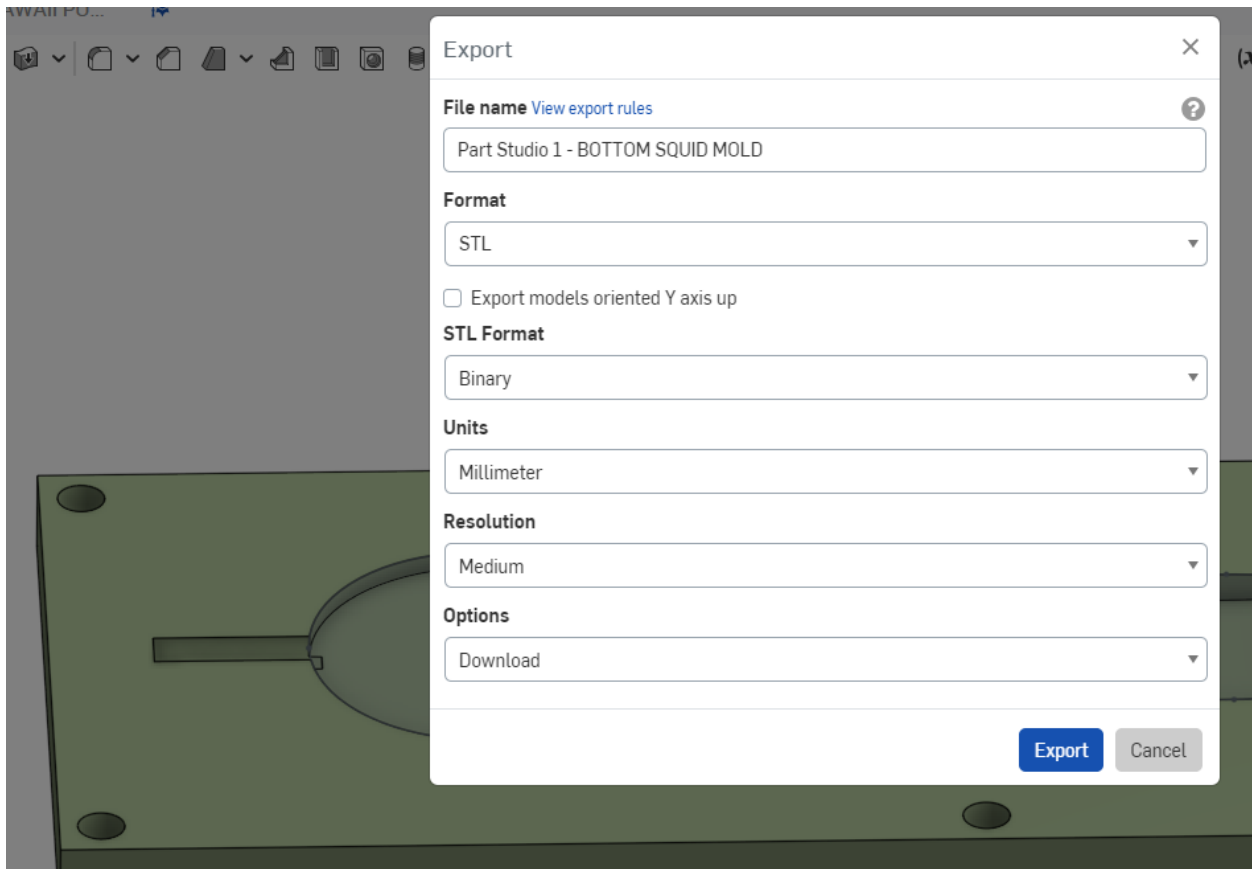 Export
File name View export rules
Part Studio 1 - BOTTOM SQUID MOLD
Format
STL
Export models oriented Y axis up
STL Format
Binary
Units
Millimeter
Resolution
Medium
Options
Download
Export Cancel